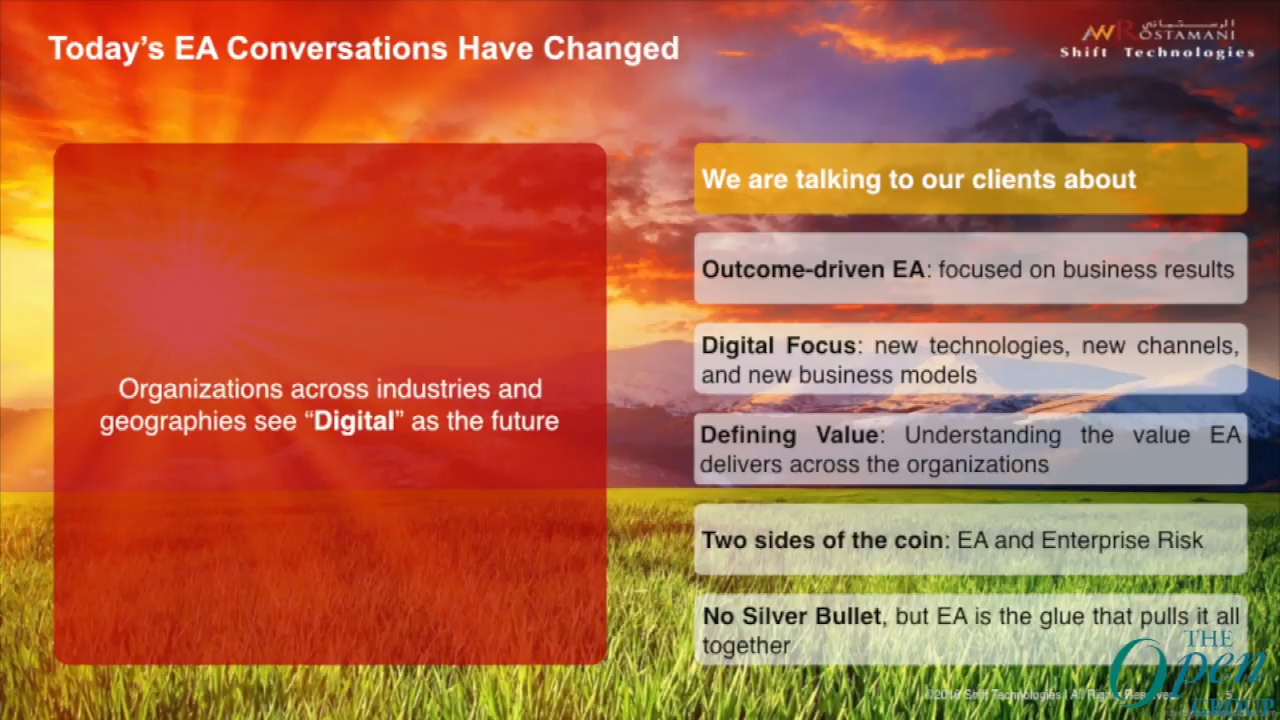 Today's EA Conversations Have Changed
الرستماني
AWROSTAMANI
Shift Technologies
Organizations across industries and
geographies see “Digital” as the future
We are talking to our clients about
Outcome-driven EA: focused on business results
Digital Focus: new technologies, new channels,
and new business models
Defining Value: Understanding the value EA
delivers across the organizations
Two sides of the coin: EA and Enterprise Risk
No Silver Bullet, but EA is the glue that pulls it all
together
Shift Technologies | All Rights Reserved
5
THE
Open
GROUP